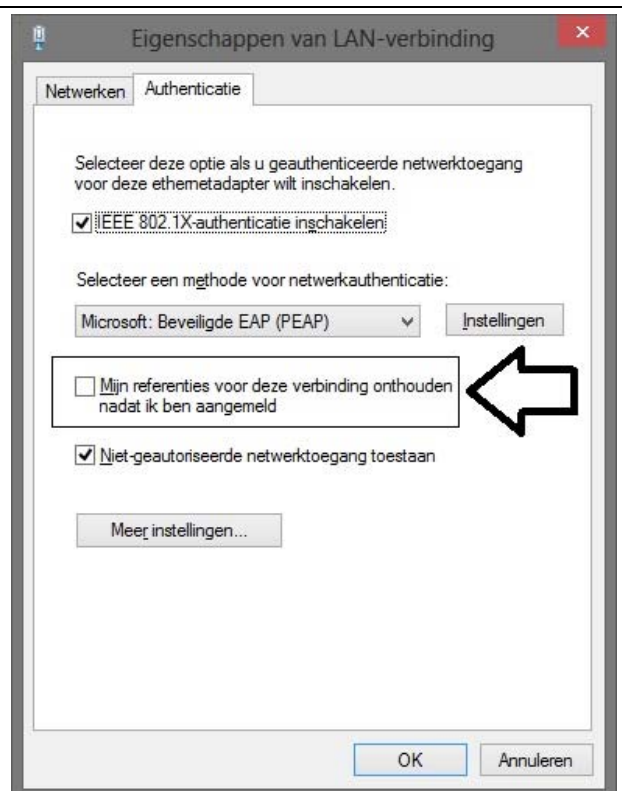 Eigenschappen van LAN-verbinding
Netwerken Authenticatie
Selecteer deze optie als u geauthenticeerde netwerktoegang
voor deze ethernetadapter wilt inschakelen.
IEEE 802.1X-authenticatie inschakelen
Selecteer een methode voor netwerkauthenticatie:
Microsoft: Beveiligde EAP (PEAP) Instellingen
Mijn referenties voor deze verbinding onthouden
nadat ik ben aangemeld
Niet-geautoriseerde netwerktoegang toestaan
Meer instellingen...
OK Annuleren